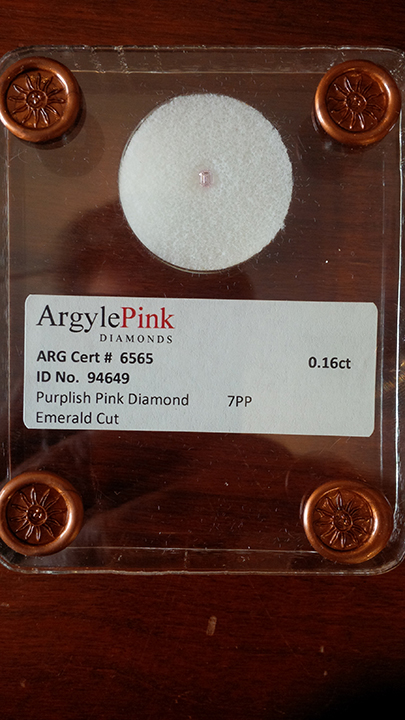 ArgylePink
DIAMONDS
ARG Cert # 6565 0.16ct
ID No. 94649
Purplish Pink Diamond 7PP
Emerald Cut